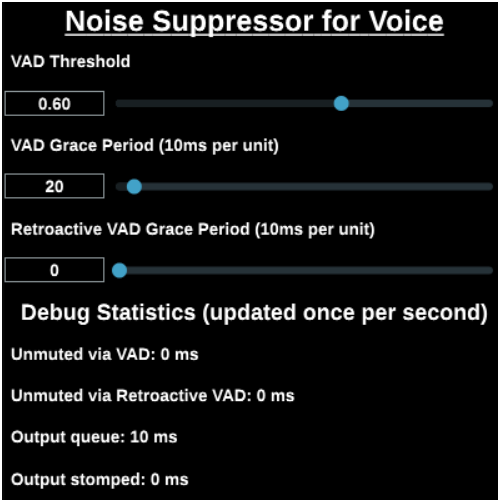 Noise Suppressor for Voice
VAD Threshold
0.60
VAD Grace Period (10ms per unit)
20
Retroactive VAD Grace Period (10ms per unit)
0
Debug Statistics (updated once per second)
Unmuted via VAD: 0 ms
Unmuted via Retroactive VAD: 0 ms
Output queue: 10 ms
Output stomped: 0 ms